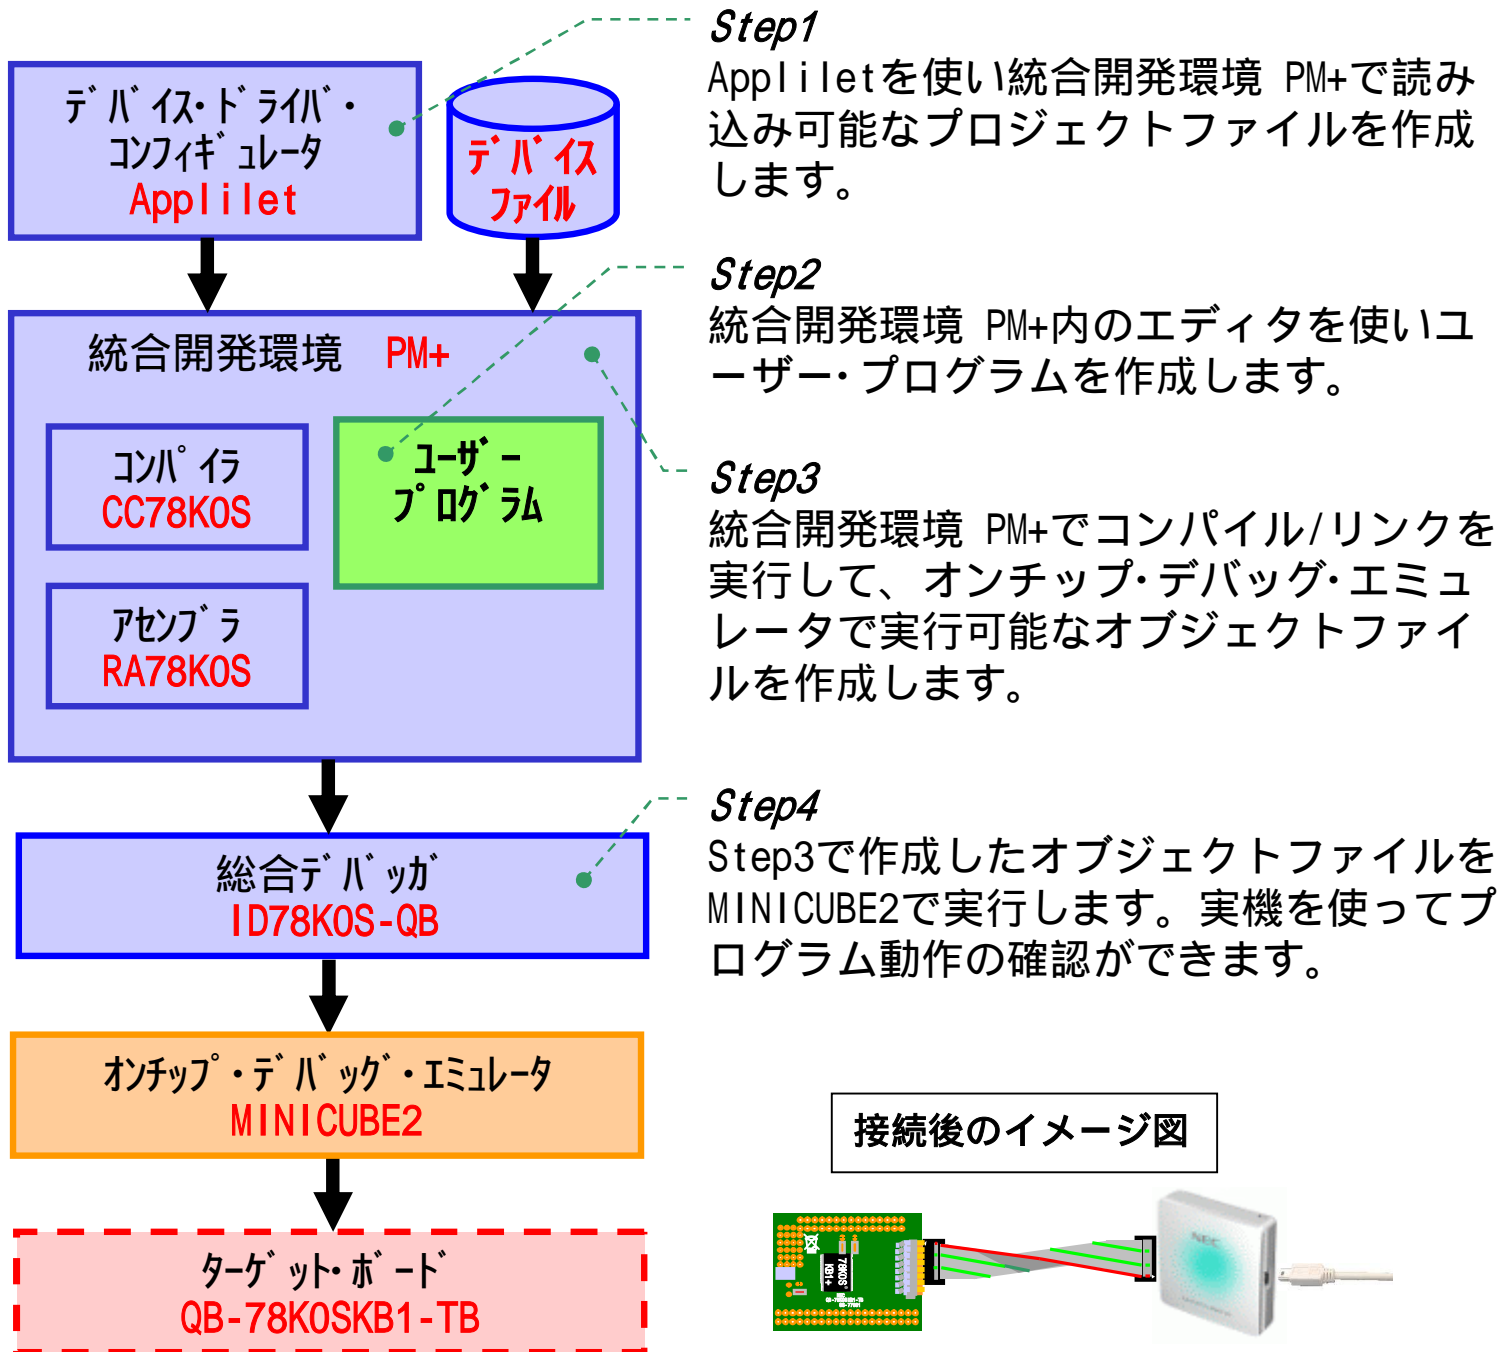 Step1
Appliletを使い統合開発環境 PM+で読み
込み可能なプロジェクトファイルを作成
します。
ﾃﾞﾊﾞｲｽ･ﾄﾞﾗｲﾊﾞ･
ｺﾝﾌｨｷﾞｭﾚｰﾀ
Applilet
ﾃﾞﾊﾞｲｽ
ﾌｧｲﾙ
Step2
統合開発環境 PM+内のエディタを使いユ
ーザー･プログラムを作成します。
統合開発環境 PM+
ｺﾝﾊﾟｲﾗ
CC78K0S
ﾕｰｻﾞｰ
ﾌﾟﾛｸﾞﾗﾑ
ｱｾﾝﾌﾞﾗ
RA78K0S
Step3
統合開発環境 PM+でコンパイル/リンクを
実行して、オンチップ･デバッグ･エミュ
レータで実行可能なオブジェクトファイ
ルを作成します。
Step4
Step3で作成したオブジェクトファイルを
MINICUBE2で実行します。実機を使ってプ
ログラム動作の確認ができます。
総合ﾃﾞﾊﾞｯｶﾞ
ID78K0S-QB
ｵﾝﾁｯﾌﾟ･ﾃﾞﾊﾞｯｸﾞ･ｴﾐｭﾚｰﾀ
MINICUBE2
ﾀｰｹﾞｯﾄ･ﾎﾞｰﾄﾞ
QB-78K0SKB1-TB
接続後のイメージ図
78K0S
KB1+
QB-78K0SKB1-TB
NEC